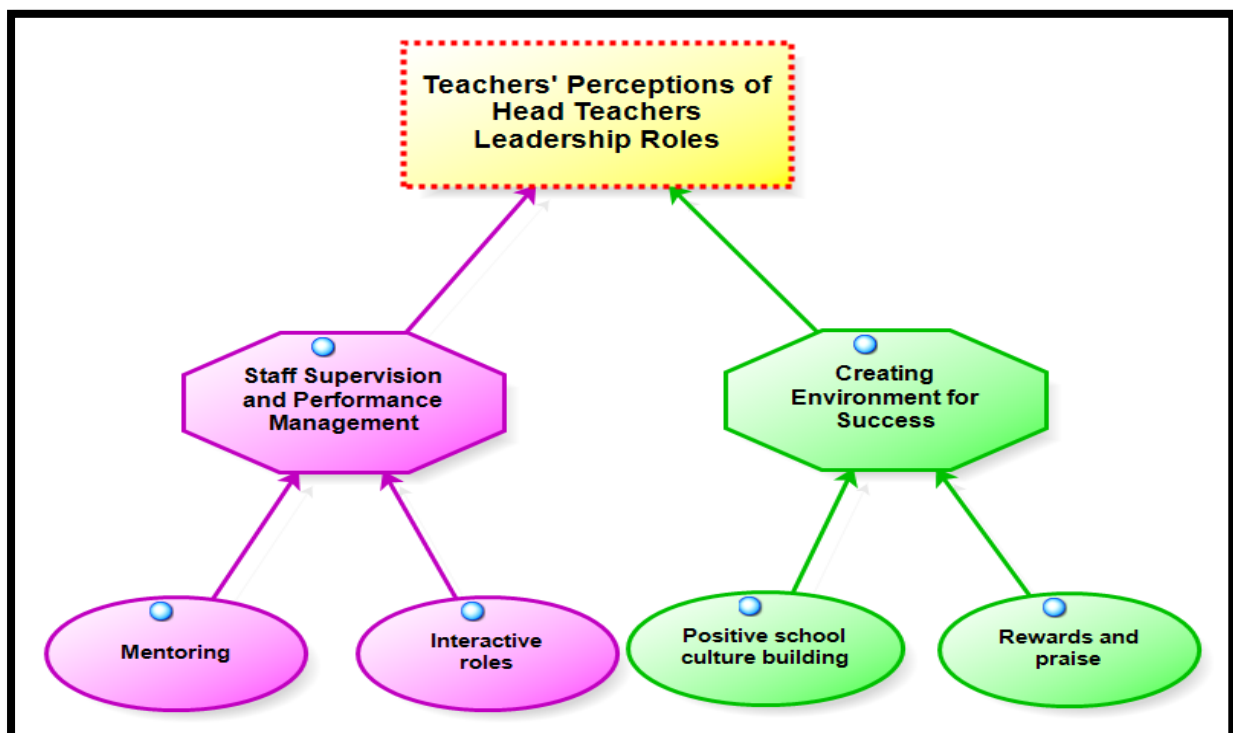 Teachers' Perceptions of
Head Teachers
Leadership Roles
Staff Supervision
and Performance
Management
Creating
Environment for
Success
Mentoring
Interactive
roles
Positive school
culture building
Rewards and
praise